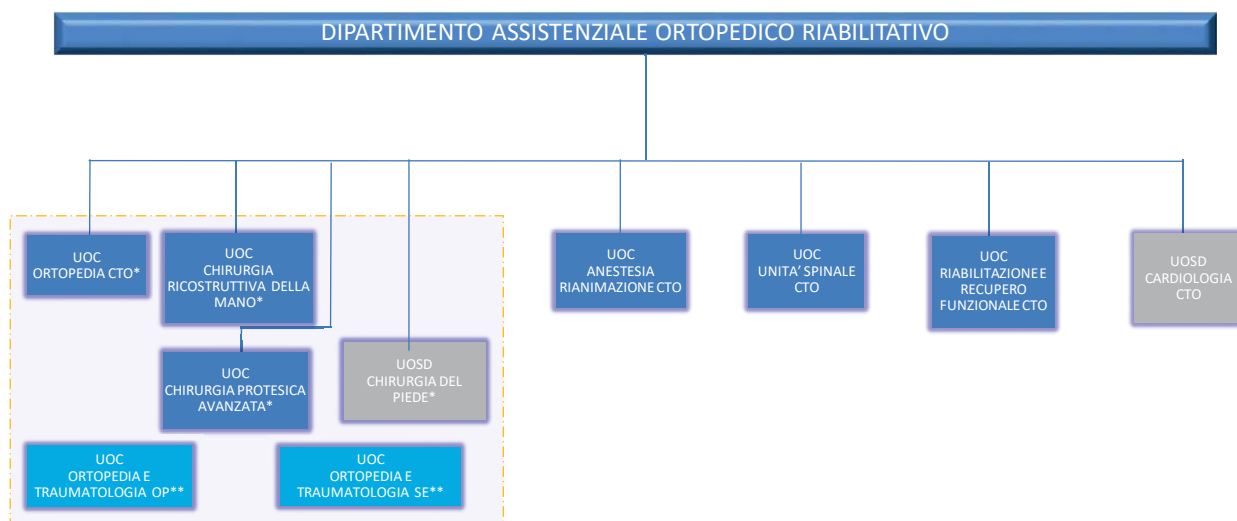 DIPARTIMENTO ASSISTENZIALE ORTOPEDICO RIABILITATIVO
UOC
ORTOPEDIA CTO*
UOC
CHIRURGIA
RICOSTRUTTIVA DELLA
MANO*
UOC
ANESTESIA
RIANIMAZIONE CTO
UOC
UNITA’ SPINALE
CTO
UOC
RIABILITAZIONE E
RECUPERO
FUNZIONALE CTO
UOSD
CARDIOLOGIA
CTO
UOC
CHIRURGIA PROTESICA
AVANZATA*
UOSD
CHIRURGIA DEL
PIEDE*
UOC
ORTOPEDIA E
TRAUMATOLOGIA OP**
UOC
ORTOPEDIA E
TRAUMATOLOGIA SE**